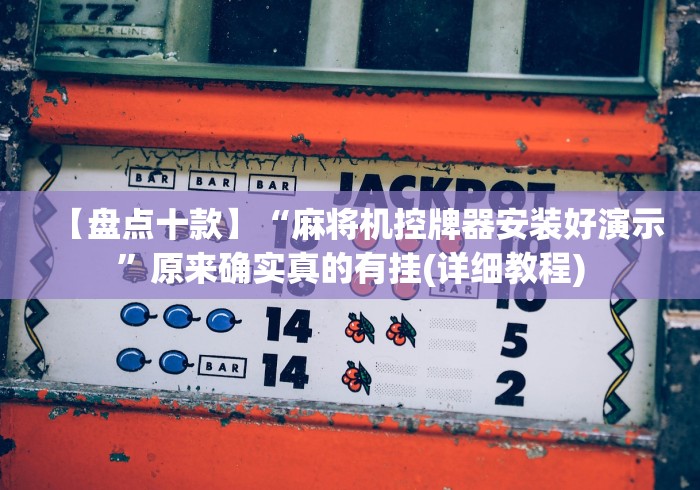 777
CENTER LINE
BAR BAR BAR
JACKPOT
【盘点十款】“麻将机控牌器安装好演示
”原来确实真的有挂(详细教程)
BAR
10
14
5
BAR
14
2